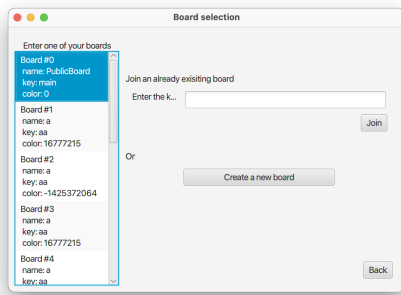 Board selection
Enter one of your boards
Board #0
name: PublicBoard
key: main
color: 0
Board #1
name: a
key: aa
color: 16777215
Board #2
name: a
key: aa
color: -1425372064
Board #3
name: a
key: aa
color: 16777215
Board #4
name: a
key: aa
Join an already exisiting board
Enter the k...
Join
Or
Create a new board
Back